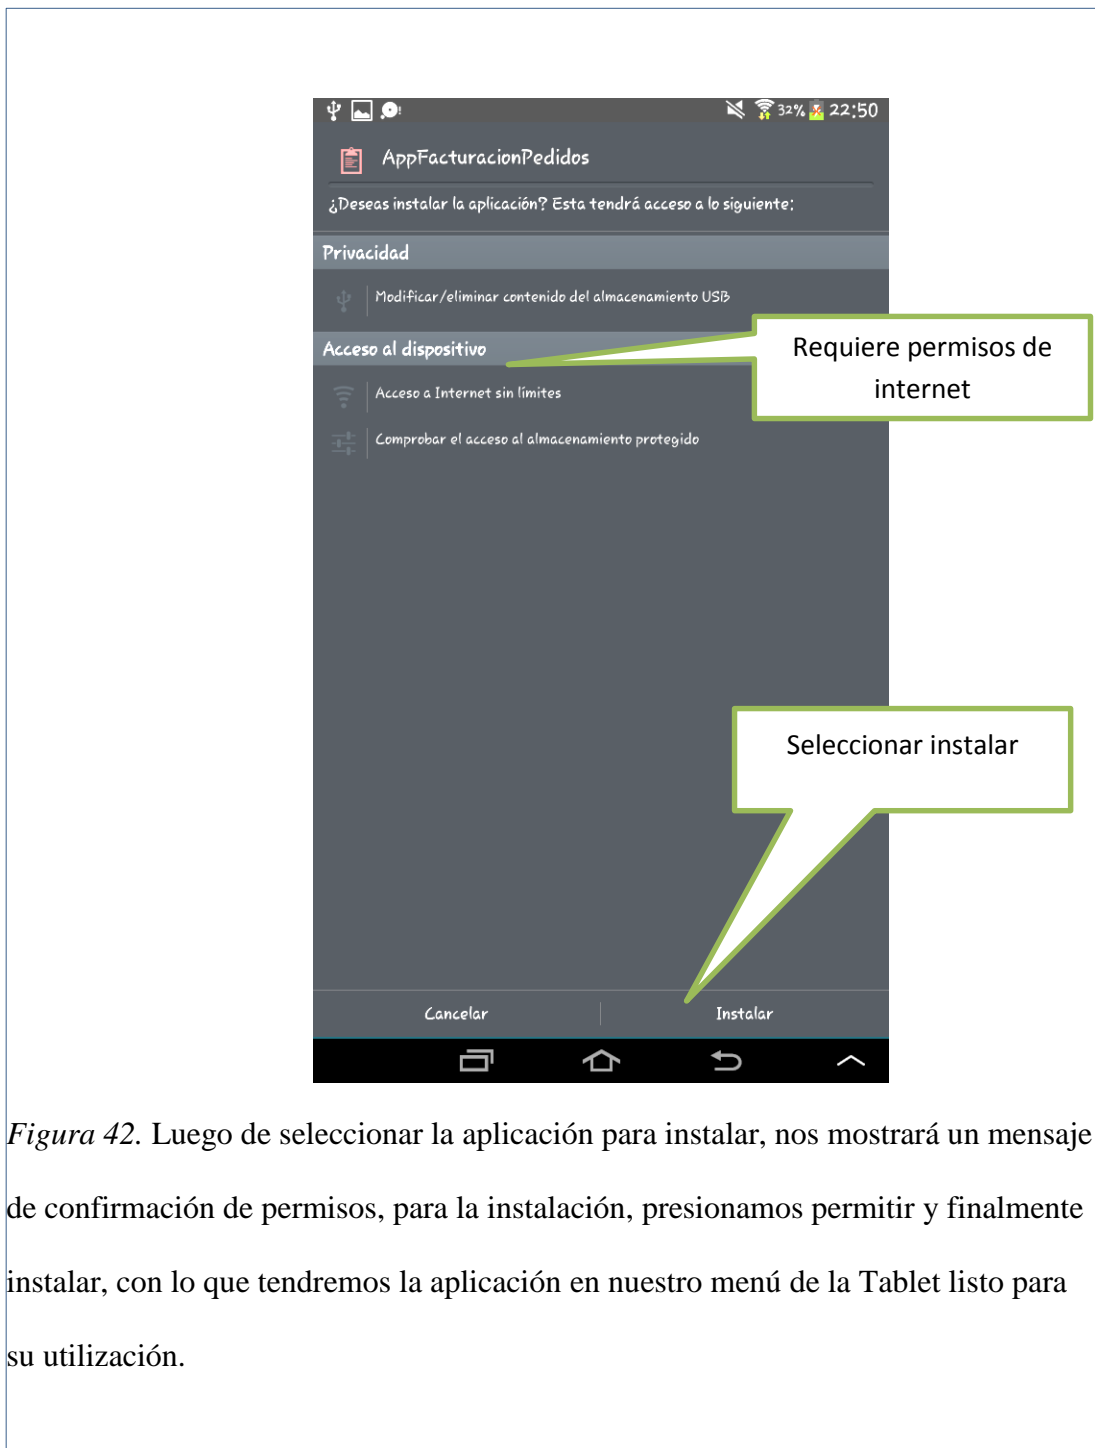 32% 22:50
AppFacturacionPedidos
¿Deseas instalar la aplicación? Esta tendrá acceso a lo siguiente:
Privacidad
Modificar/eliminar contenido del almacenamiento USB
Acceso al dispositivo
Requiere permisos de
internet
Acceso a Internet sin límites
Comprobar el acceso al almacenamiento protegido
Seleccionar instalar
Cancelar
Instalar
Figura 42. Luego de seleccionar la aplicación para instalar, nos mostrará un mensaje
de confirmación de permisos, para la instalación, presionamos permitir y finalmente
instalar, con lo que tendremos la aplicación en nuestro menú de la Tablet listo para
su utilización.